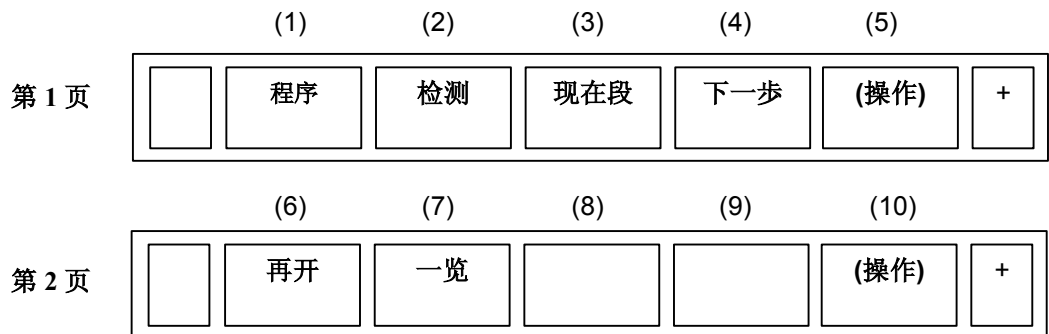 (1) (2) (3) (4) (5)
第 1 页 程序 检测 现在段 下一步 (操作) +
(6) (7) (8) (9) (10)
第 2 页 再开 一览 (操作) +